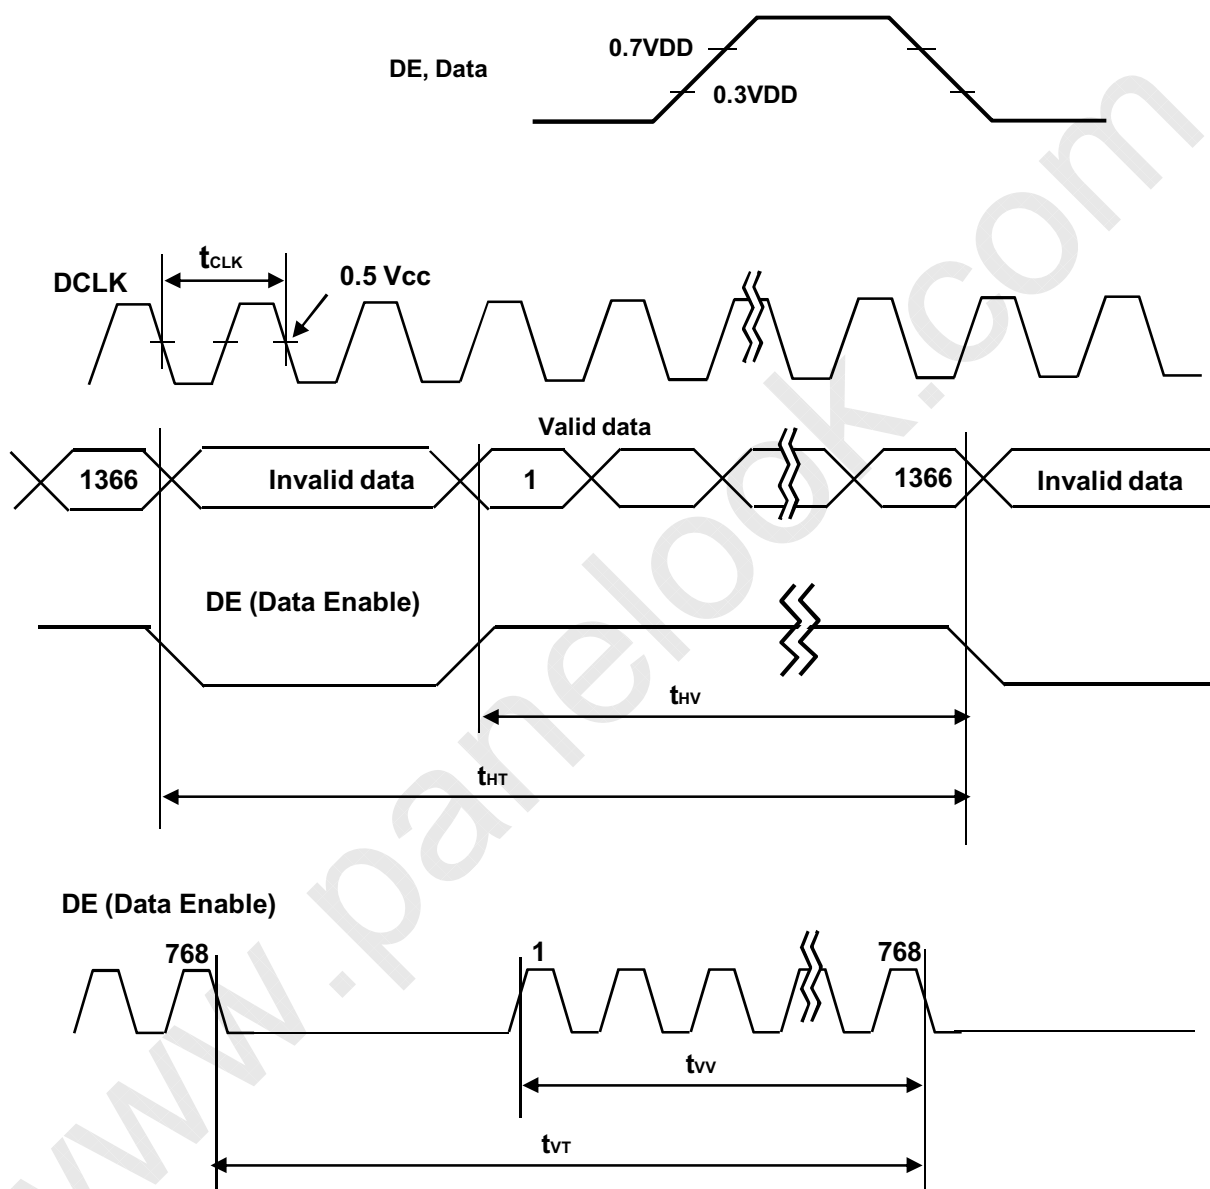 0.7VDD
DE, Data
0.3VDD
tCLK
DCLK
0.5 Vcc
Valid data
1366
Invalid data
1
1366
Invalid data
DE (Data Enable)
tHV
tHT
DE (Data Enable)
768
1
768
tVV
tVT
www.panelook.com